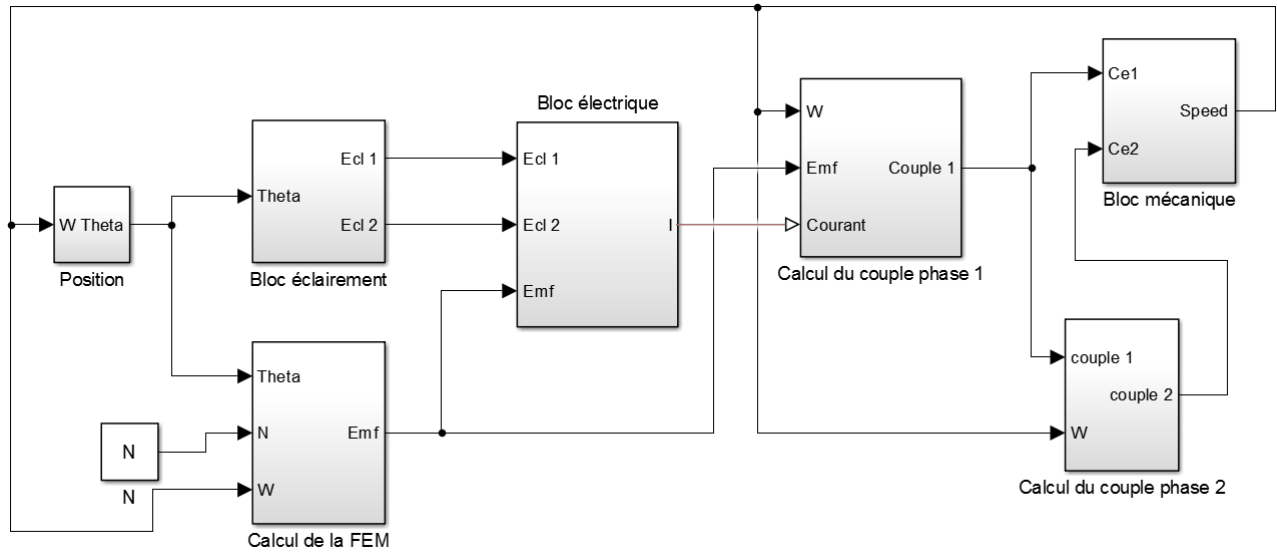 W Theta
Position
Theta
Ecl 1
Ecl 2
Bloc éclairement
N
N
Theta
N
W
Emf
Calcul de la FEM
Bloc électrique
Ecl 1
Ecl 2
Emf
I
W
Emf
Courant
Couple 1
Calcul du couple phase 1
Ce1
Ce2
Speed
Bloc mécanique
couple 1
W
couple 2
Calcul du couple phase 2